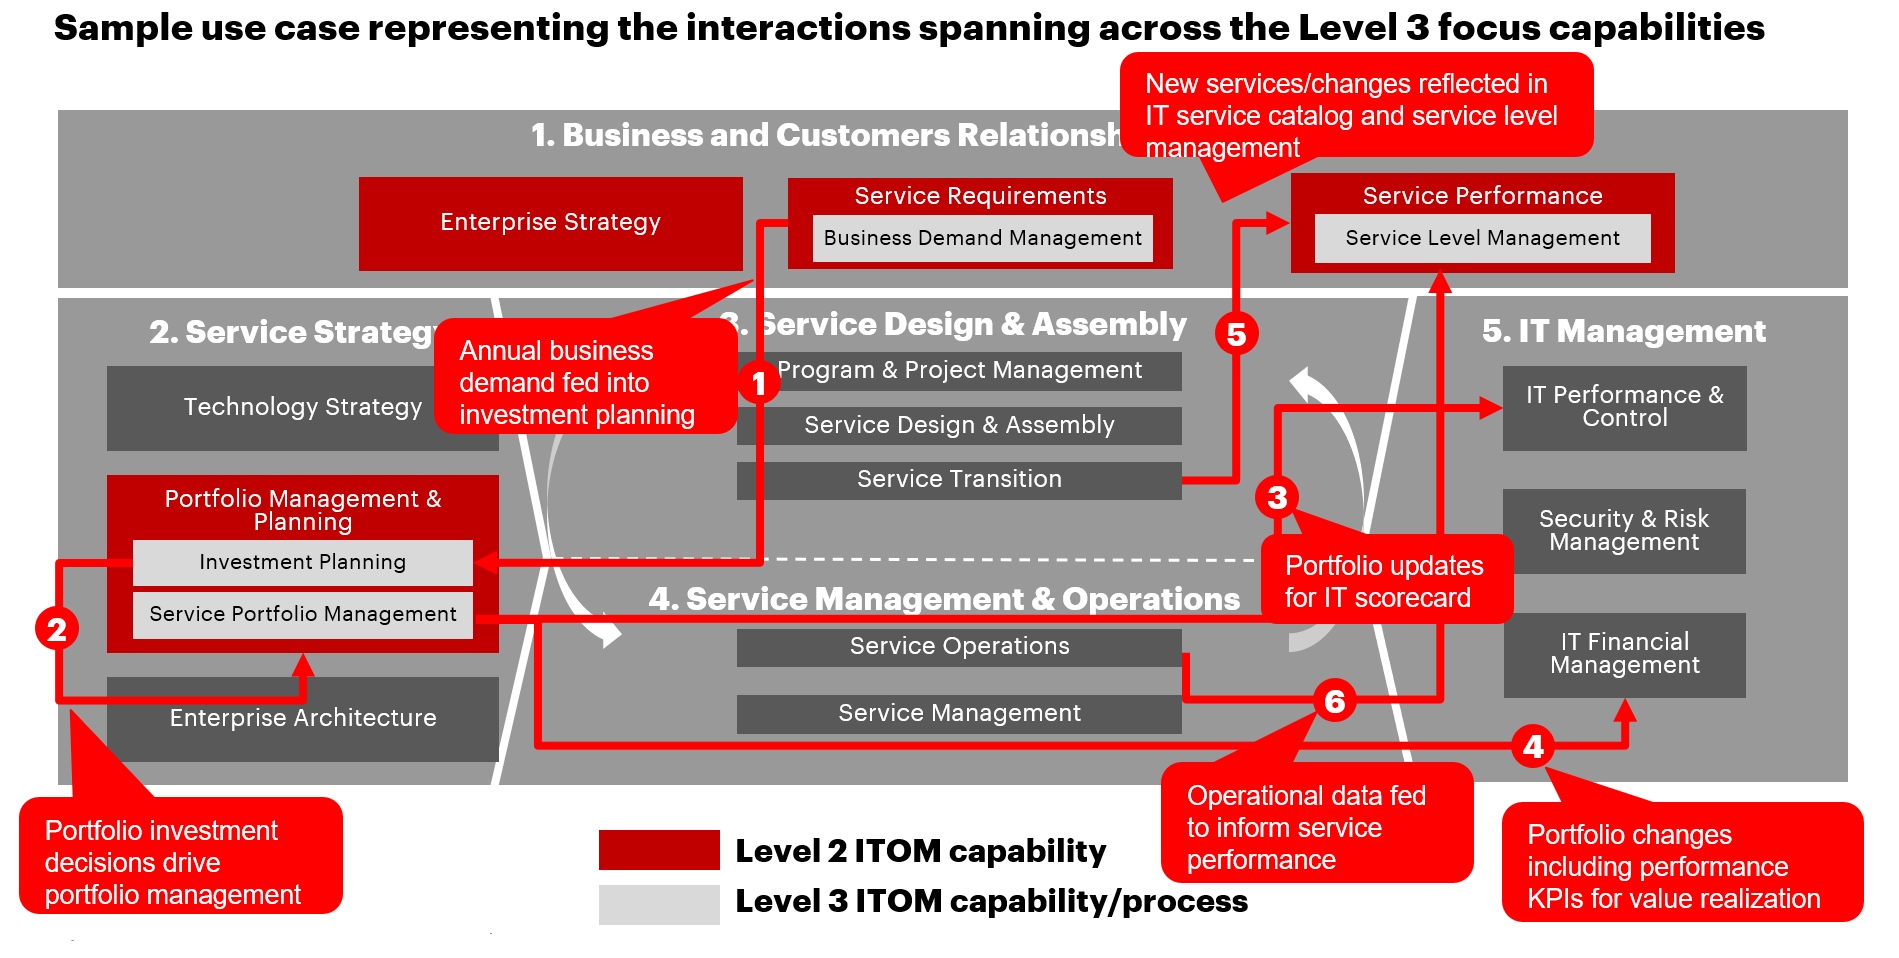 Sample use case representing the interactions spanning across the Level 3 focus capabilities
New services/changes reflected in
IT service catalog and service level
management
1. Business and Customers Relationsh
Enterprise Strategy
Service Requirements
Business Demand Management
Service Performance
Service Level Management
2. Service Strategy
Technology Strategy
Portfolio Management &
Planning
Investment Planning
Service Portfolio Management
Enterprise Architecture
Annual business
demand fed into
investment planning
1
2
3. Service Design & Assembly
Program & Project Management
Service Design & Assembly
Service Transition
5
3
Portfolio updates
for IT scorecard
4. Service Management & Operations
Service Operations
Service Management
6
4
5. IT Management
IT Performance &
Control
Security & Risk
Management
IT Financial
Management
Portfolio investment
decisions drive
portfolio management
Level 2 ITOM capability
Level 3 ITOM capability/process
Operational data fed
to inform service
performance
Portfolio changes
including performance
KPIs for value realization